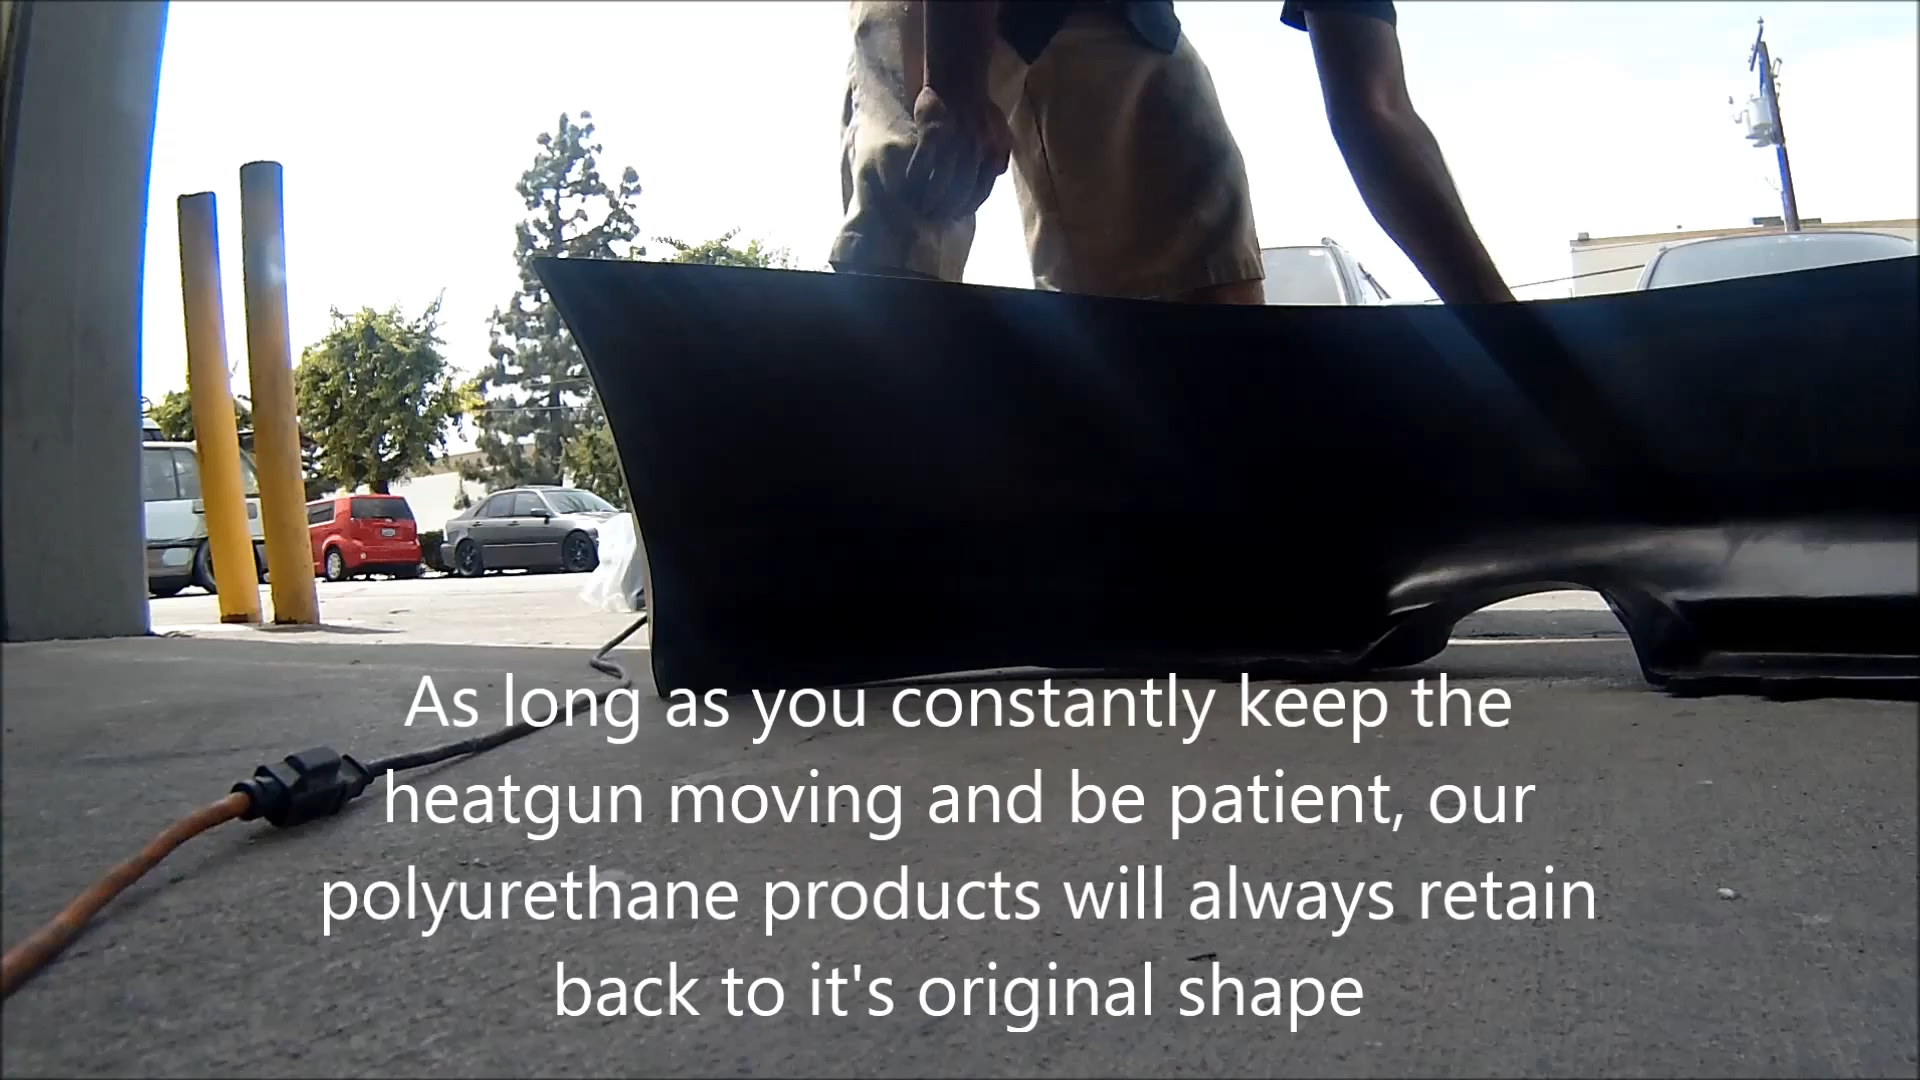 As long as you constantly keep the
heatgun moving and be patient, our
polyurethane products will always retain
back to it's original shape